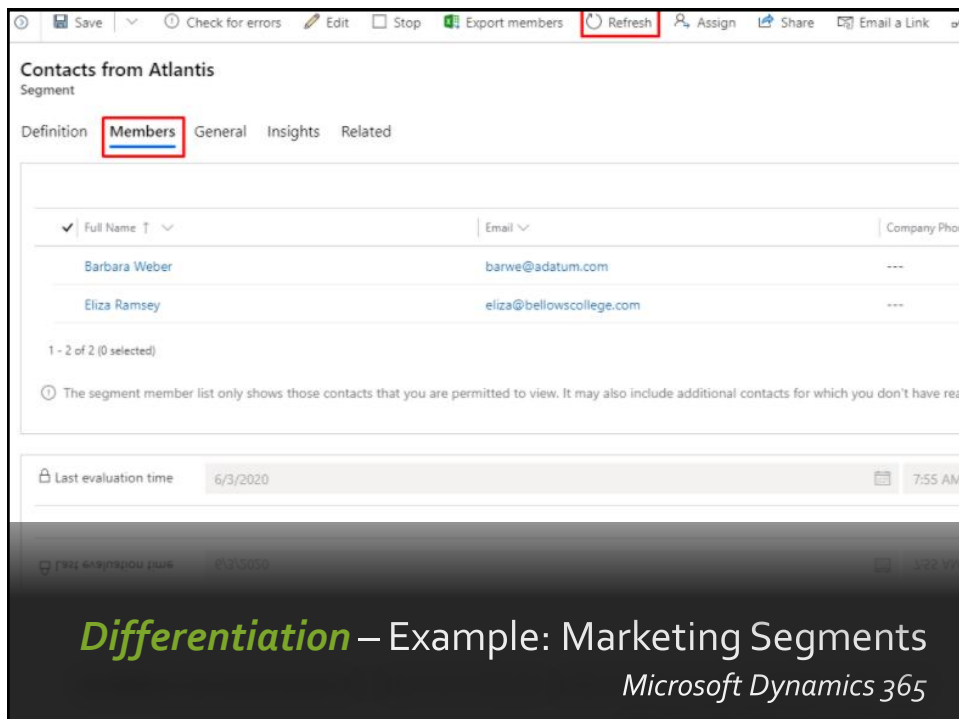 Save Check for errors Edit Stop Export members Refresh Assign Share Email a Link
Contacts from Atlantis
Segment
Definition Members General Insights Related
Full Name ↑ Email Company Pho
Barbara Weber barwe@adatum.com ---
Eliza Ramsey eliza@bellowscollege.com ---
1 - 2 of 2 (0 selected)
The segment member list only shows those contacts that you are permitted to view. It may also include additional contacts for which you don't have rea
Last evaluation time 6/3/2020 7:55 AM
Differentiation – Example: Marketing Segments
Microsoft Dynamics 365